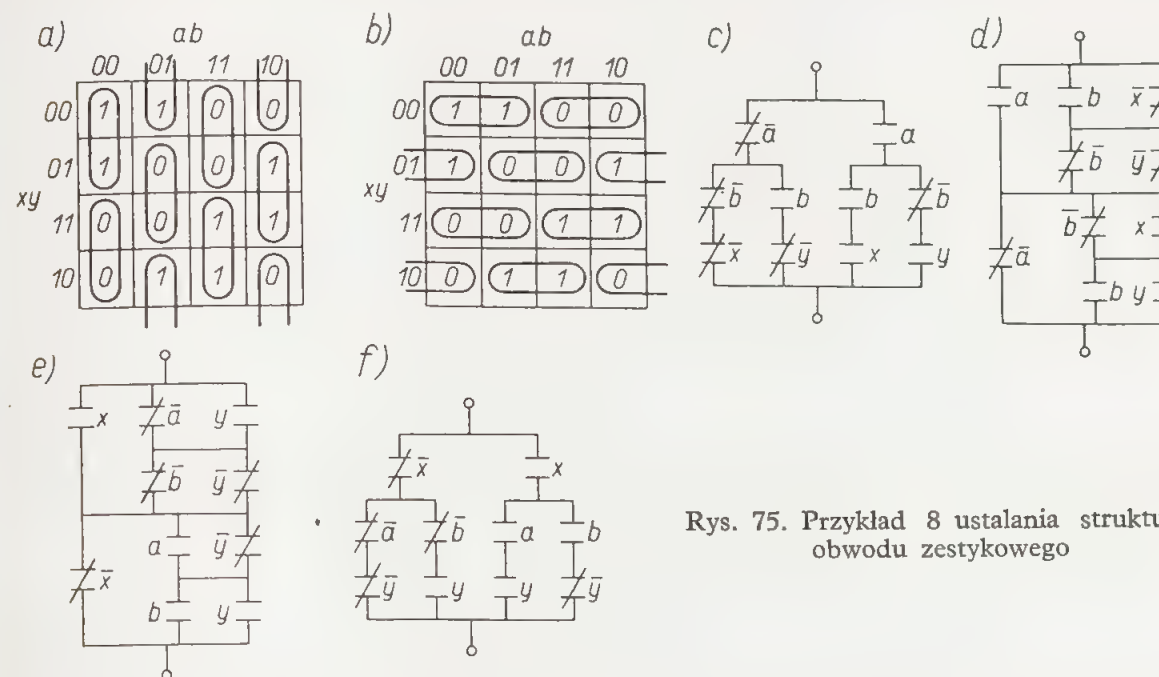 a)
ab
00 01 11 10
00 1 1 0 0
01 1 0 0 1
xy
11 0 0 1 1
10 0 1 1 0
b)
ab
00 01 11 10
00 1 1 0 0
01 1 0 0 1
xy
11 0 0 1 1
10 0 1 1 0
c)
a̅ a
b̅ b b b̅
x̅ y̅ x y
d)
a b x̅
b̅ y̅
b̅ x
a̅
b y
e)
x a̅ y
b̅ y̅
a y̅
x̅
b y
f)
x̅ x
a̅ b̅ a b
y̅ y y y̅
Rys. 75. Przykład 8 ustalania struktu
obwodu zestykowego